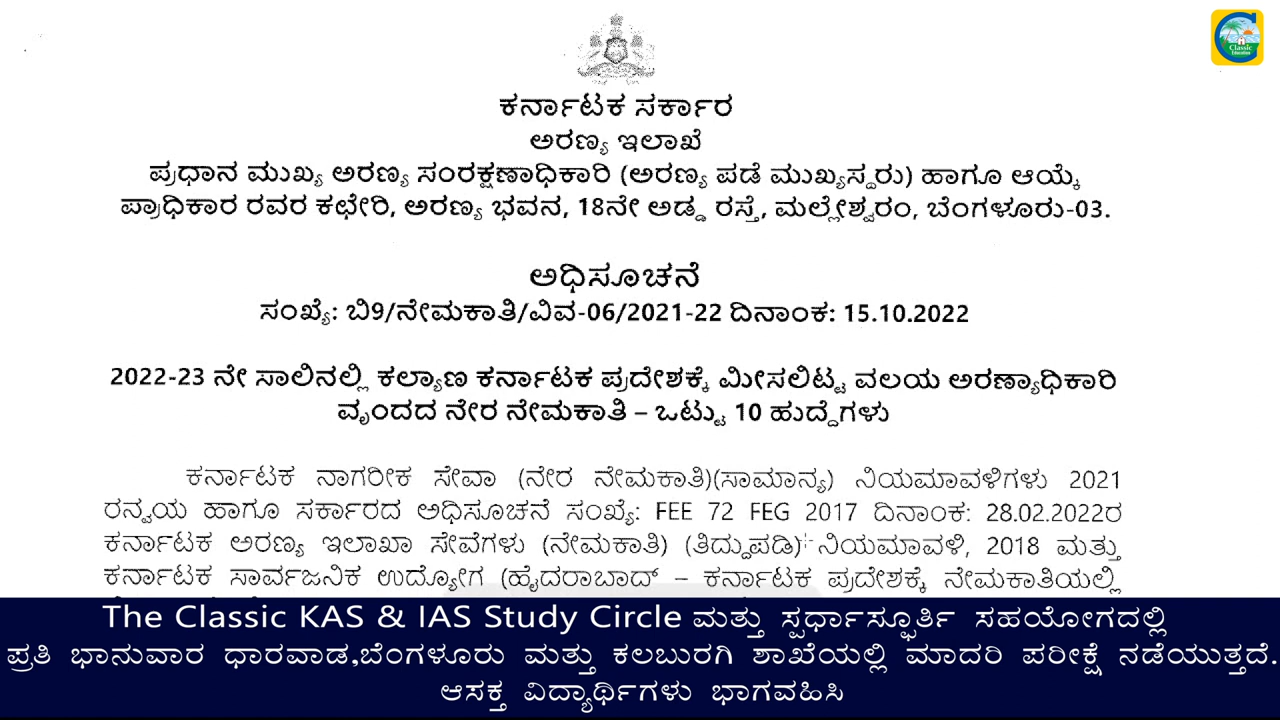 Classic
Education
ಕರ್ನಾಟಕ ಸರ್ಕಾರ
ಅರಣ್ಯ ಇಲಾಖೆ
ಪ್ರಧಾನ ಮುಖ್ಯ ಅರಣ್ಯ ಸಂರಕ್ಷಣಾಧಿಕಾರಿ (ಅರಣ್ಯ ಪಡೆ ಮುಖ್ಯಸ್ಥರು) ಹಾಗೂ ಆಯ್ಕೆ
ಪ್ರಾಧಿಕಾರ ರವರ ಕಛೇರಿ, ಅರಣ್ಯ ಭವನ, 18ನೇ ಅಡ್ಡ ರಸ್ತೆ, ಮಲ್ಲೇಶ್ವರಂ, ಬೆಂಗಳೂರು-03.
ಅಧಿಸೂಚನೆ
ಸಂಖ್ಯೆ: ಬಿ9/ನೇಮಕಾತಿ/ವಿವ-06/2021-22 ದಿನಾಂಕ: 15.10.2022
2022-23 ನೇ ಸಾಲಿನಲ್ಲಿ ಕಲ್ಯಾಣ ಕರ್ನಾಟಕ ಪ್ರದೇಶಕ್ಕೆ ಮೀಸಲಿಟ್ಟ ವಲಯ ಅರಣ್ಯಾಧಿಕಾರಿ
ವೃಂದದ ನೇರ ನೇಮಕಾತಿ – ಒಟ್ಟು 10 ಹುದ್ದೆಗಳು
ಕರ್ನಾಟಕ ನಾಗರೀಕ ಸೇವಾ (ನೇರ ನೇಮಕಾತಿ)(ಸಾಮಾನ್ಯ) ನಿಯಮಾವಳಿಗಳು 2021
ರನ್ವಯ ಹಾಗೂ ಸರ್ಕಾರದ ಅಧಿಸೂಚನೆ ಸಂಖ್ಯೆ: FEE 72 FEG 2017 ದಿನಾಂಕ: 28.02.2022ರ
ಕರ್ನಾಟಕ ಅರಣ್ಯ ಇಲಾಖಾ ಸೇವೆಗಳು (ನೇಮಕಾತಿ) (ತಿದ್ದುಪಡಿ) ನಿಯಮಾವಳಿ, 2018 ಮತ್ತು
ಕರ್ನಾಟಕ ಸಾರ್ವಜನಿಕ ಉದ್ಯೋಗ (ಹೈದರಾಬಾದ್ – ಕರ್ನಾಟಕ ಪ್ರದೇಶಕ್ಕೆ ನೇಮಕಾತಿಯಲ್ಲಿ
The Classic KAS & IAS Study Circle ಮತ್ತು ಸ್ಪರ್ಧಾಸ್ಫೂರ್ತಿ ಸಹಯೋಗದಲ್ಲಿ
ಪ್ರತಿ ಭಾನುವಾರ ಧಾರವಾಡ,ಬೆಂಗಳೂರು ಮತ್ತು ಕಲಬುರಗಿ ಶಾಖೆಯಲ್ಲಿ ಮಾದರಿ ಪರೀಕ್ಷೆ ನಡೆಯುತ್ತದೆ.
ಆಸಕ್ತ ವಿದ್ಯಾರ್ಥಿಗಳು ಭಾಗವಹಿಸಿ